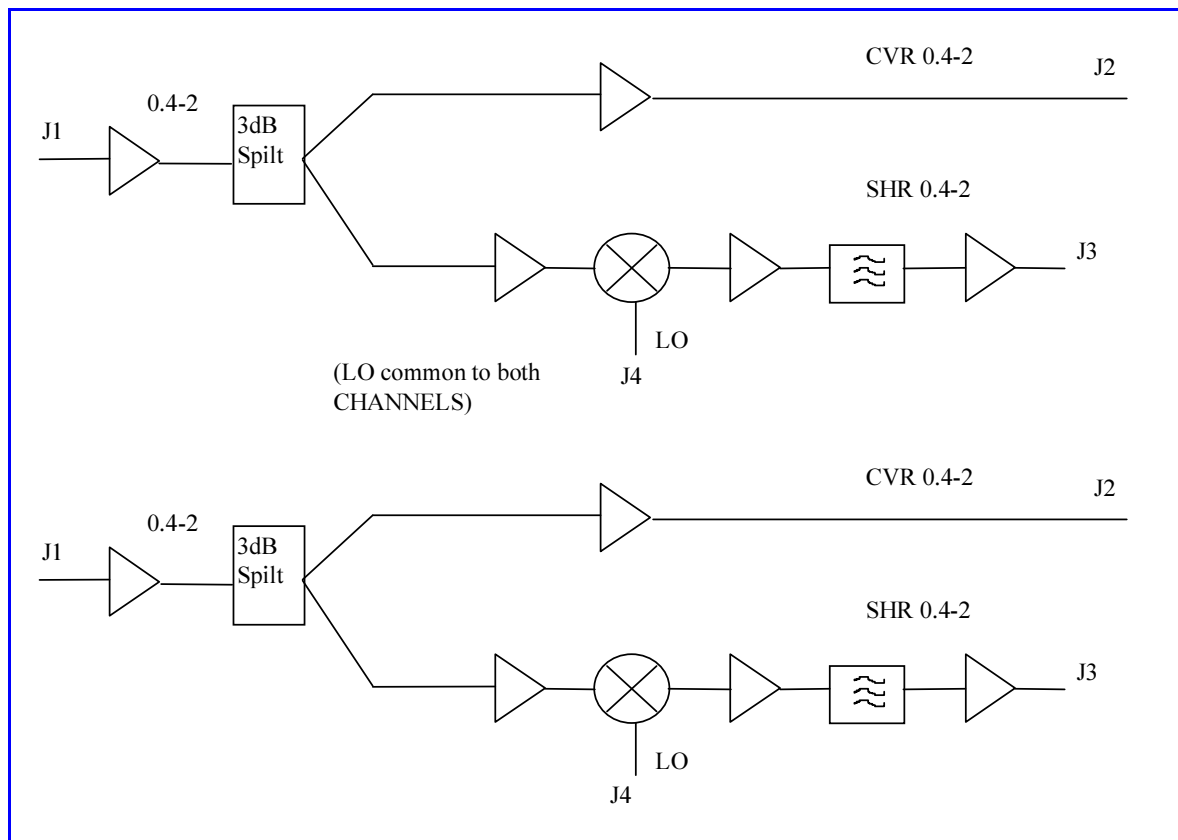 CVR 0.4-2
J2
0.4-2
J1
3dB
Spilt
SHR 0.4-2
J3
LO
J4
(LO common to both
CHANNELS)
CVR 0.4-2
J2
0.4-2
J1
3dB
Spilt
SHR 0.4-2
J3
LO
J4